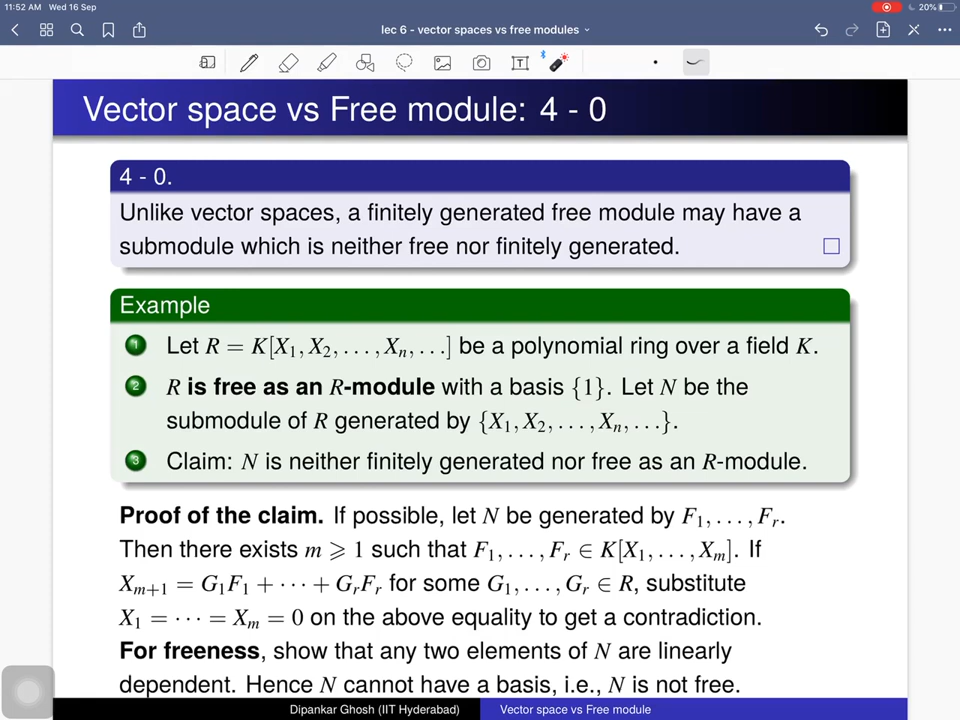 11:52 AM Wed 16 Sep
20%
lec 6 - vector spaces vs free modules
Vector space vs Free module: 4 - 0
4 - 0.
Unlike vector spaces, a finitely generated free module may have a
submodule which is neither free nor finitely generated. □
Example
1 Let R = K[X₁, X₂, . . . , Xₙ, . . .] be a polynomial ring over a field K.
2 R is free as an R-module with a basis {1}. Let N be the
submodule of R generated by {X₁, X₂, . . . , Xₙ, . . .}.
3 Claim: N is neither finitely generated nor free as an R-module.
Proof of the claim. If possible, let N be generated by F₁, . . . , Fᵣ.
Then there exists m ⩾ 1 such that F₁, . . . , Fᵣ ∈ K[X₁, . . . , Xₘ]. If
Xₘ₊₁ = G₁F₁ + · · · + GᵣFᵣ for some G₁, . . . , Gᵣ ∈ R, substitute
X₁ = · · · = Xₘ = 0 on the above equality to get a contradiction.
For freeness, show that any two elements of N are linearly
dependent. Hence N cannot have a basis, i.e., N is not free.
Dipankar Ghosh (IIT Hyderabad) Vector space vs Free module